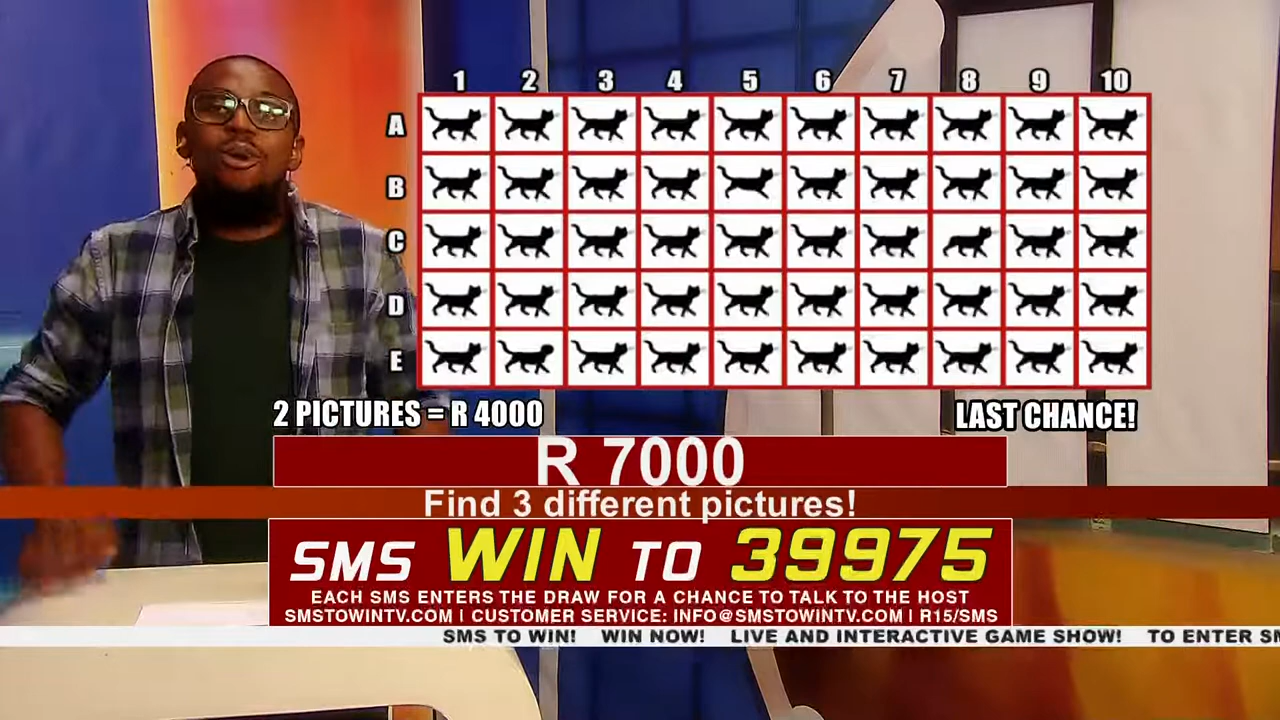 1 2 3 4 5 6 7 8 9 10
A
B
C
D
E
2 PICTURES = R 4000
LAST CHANCE!
R 7000
Find 3 different pictures!
SMS WIN TO 39975
EACH SMS ENTERS THE DRAW FOR A CHANCE TO TALK TO THE HOST
SMSTOWINTV.COM | CUSTOMER SERVICE: INFO@SMSTOWINTV.COM | R15/SMS
SMS TO WIN! WIN NOW! LIVE AND INTERACTIVE GAME SHOW! TO ENTER SM